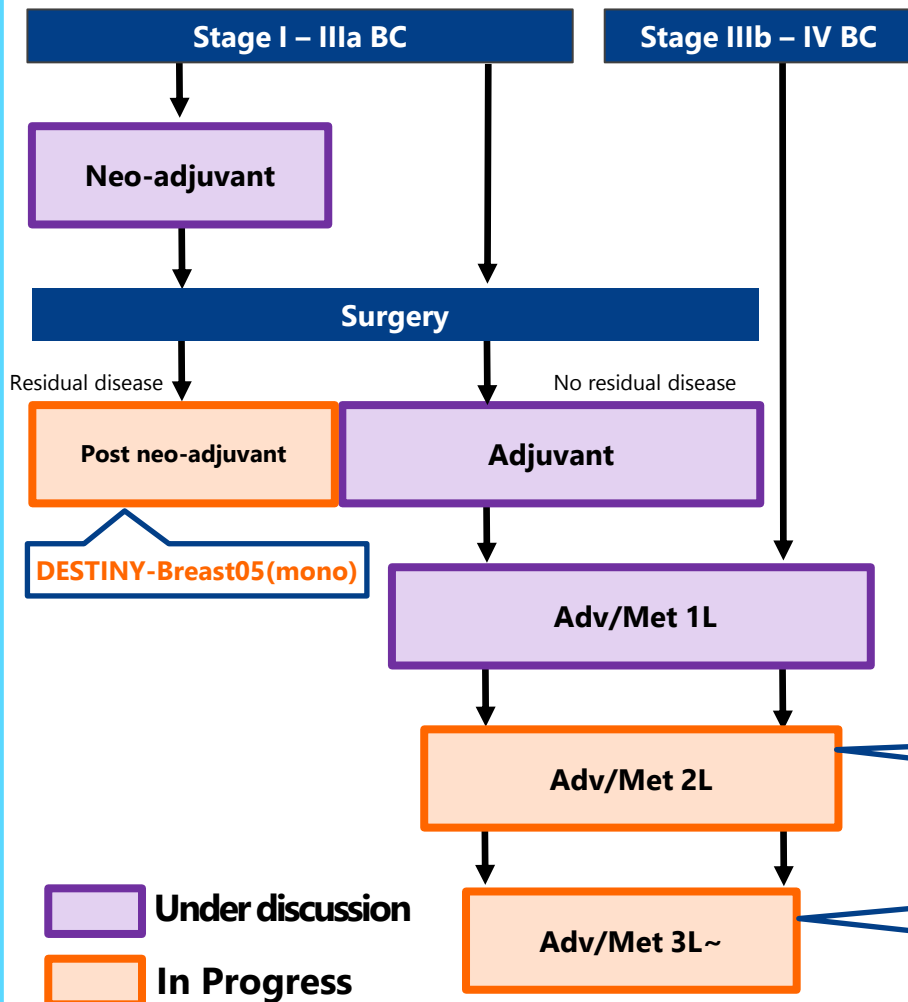 Stage I – IIIa BC
Stage IIIb – IV BC
Neo-adjuvant
Surgery
Residual disease
No residual disease
Post neo-adjuvant
Adjuvant
DESTINY-Breast05(mono)
Adv/Met 1L
Adv/Met 2L
Under discussion
Adv/Met 3L~
In Progress